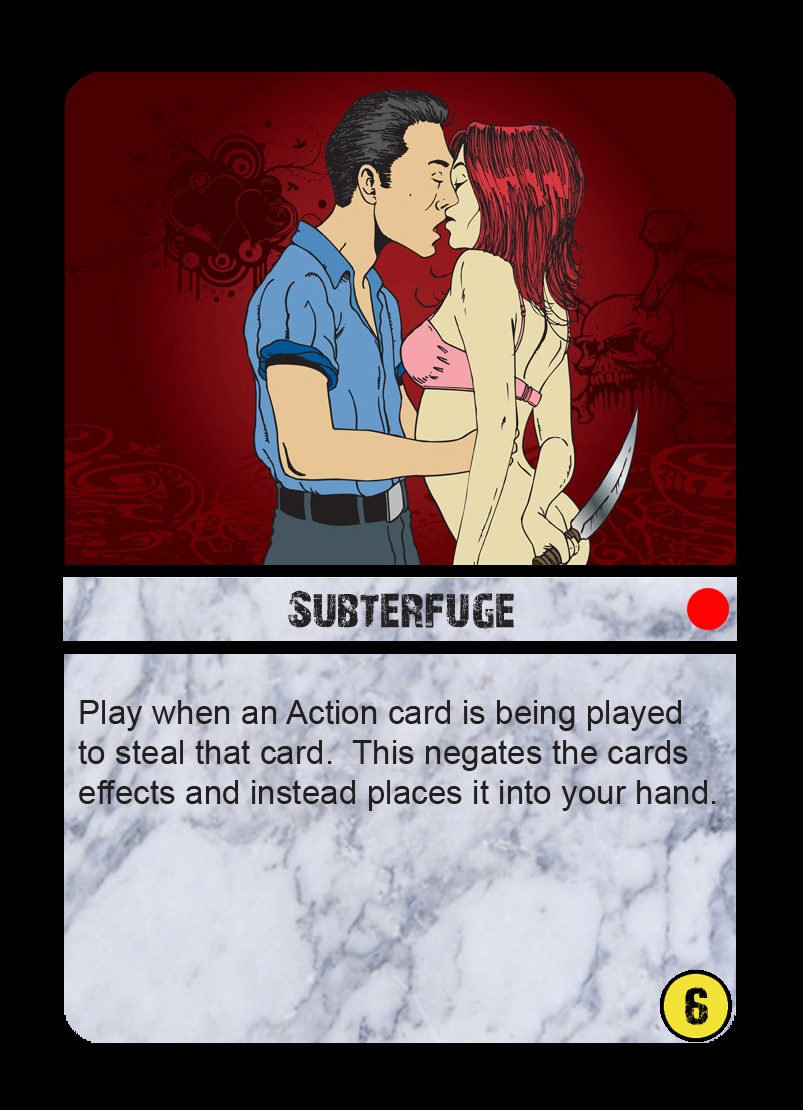 SUBTERFUGE
Play when an Action card is being played
to steal that card.  This negates the cards
effects and instead places it into your hand.
6